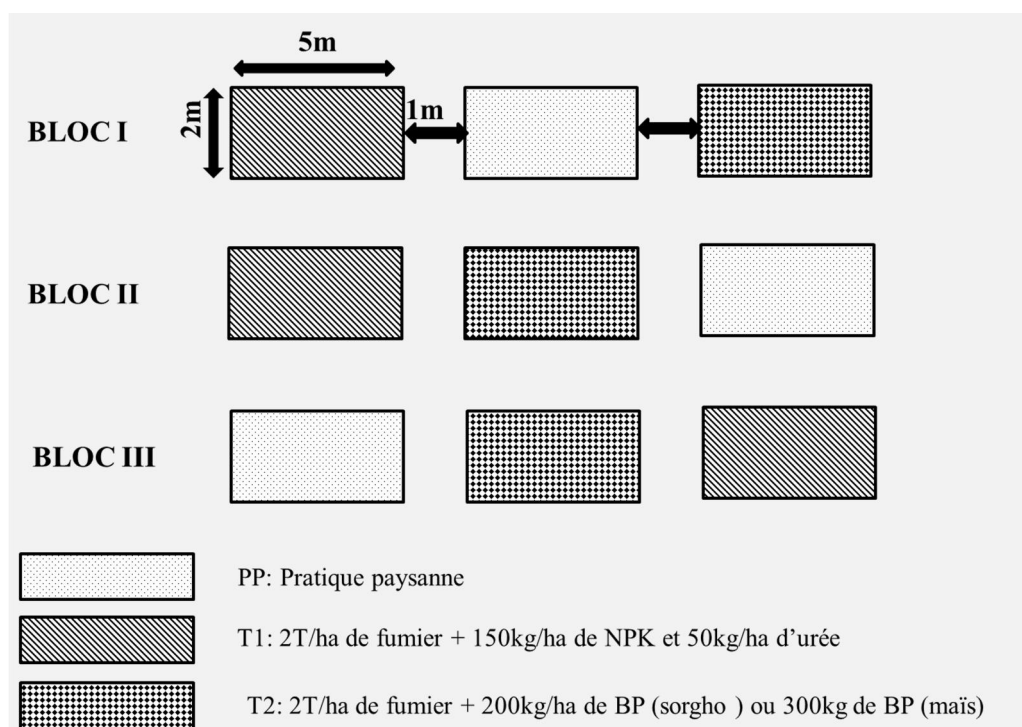 5m
2m
1m
BLOC I
BLOC II
BLOC III
PP: Pratique paysanne
T1: 2T/ha de fumier + 150kg/ha de NPK et 50kg/ha d’urée
T2: 2T/ha de fumier + 200kg/ha de BP (sorgho ) ou 300kg de BP (maïs)